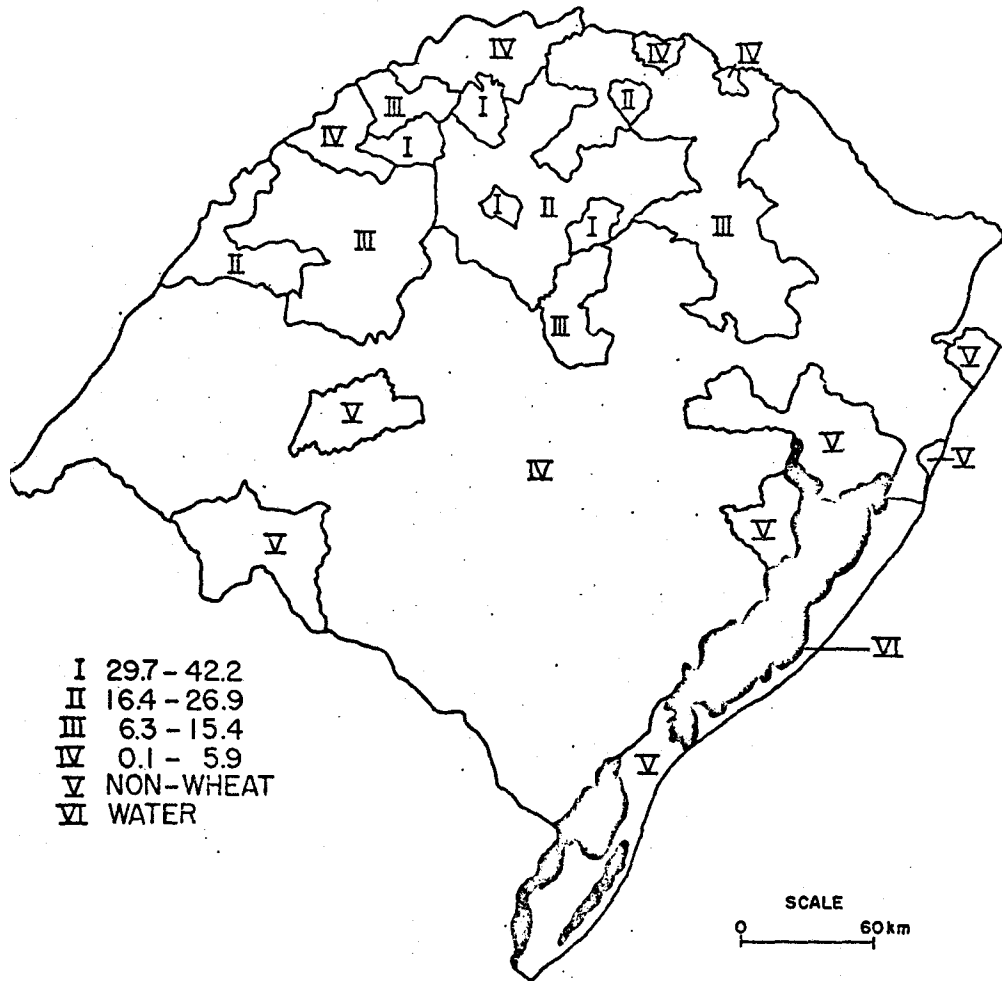 IV
IV
IV
III
I
II
IV
I
I
II
I
III
III
II
III
V
V
V
IV
V
V
V
VI
V
I 29.7-42.2
II 16.4-26.9
III 6.3-15.4
IV 0.1- 5.9
V NON-WHEAT
VI WATER
SCALE
0 60km